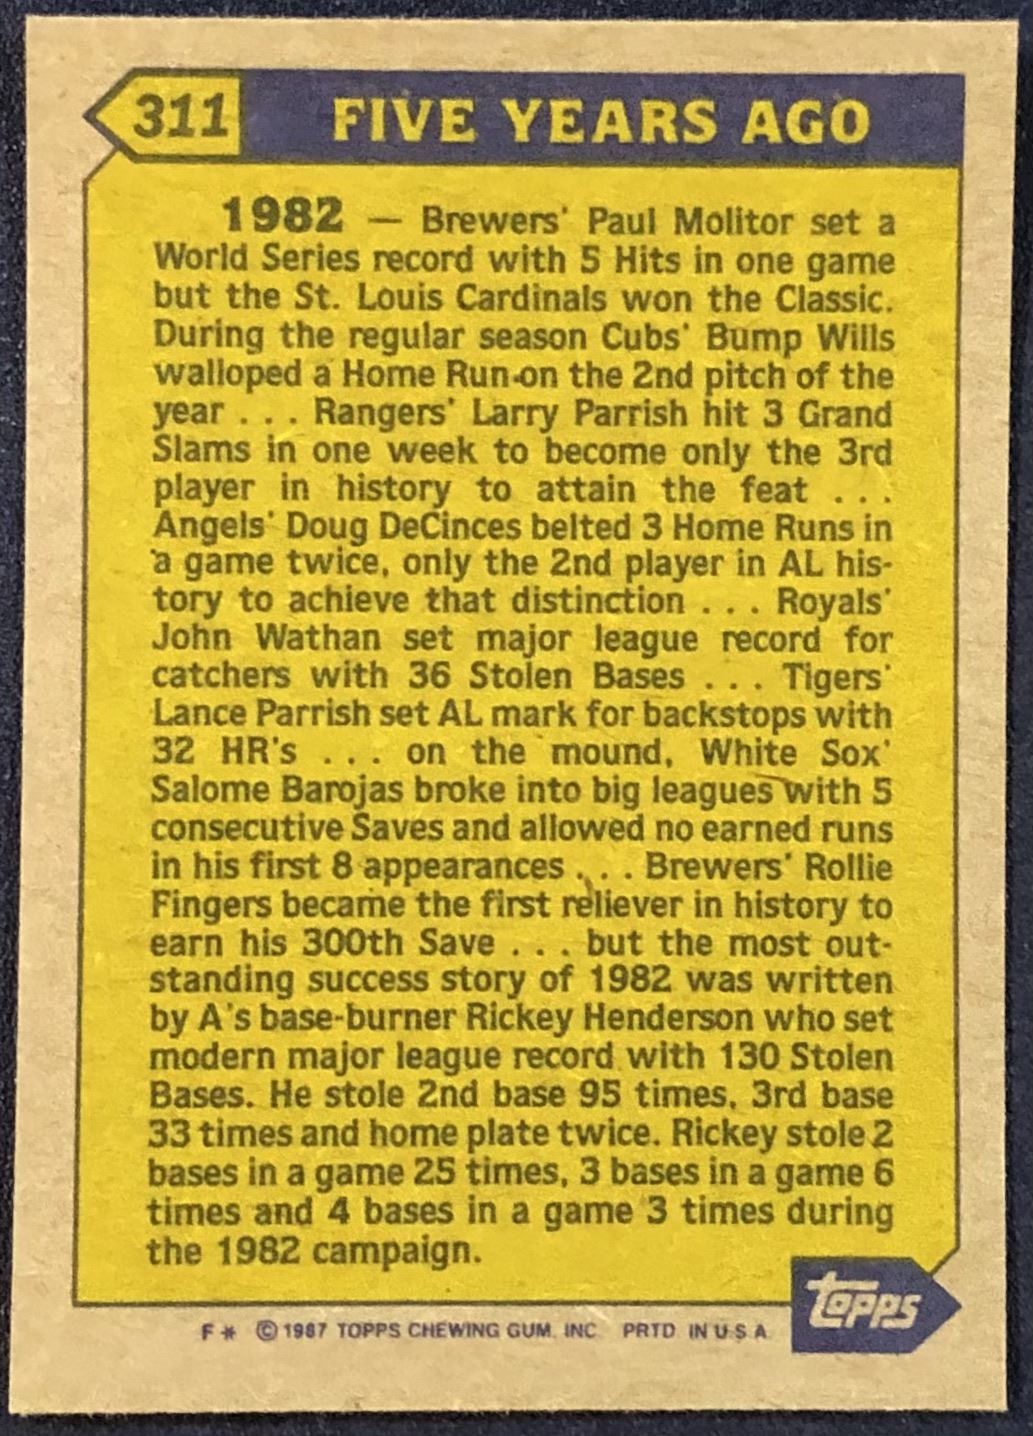 311 FIVE YEARS AGO
1982 — Brewers' Paul Molitor set a
World Series record with 5 Hits in one game
but the St. Louis Cardinals won the Classic.
During the regular season Cubs' Bump Wills
walloped a Home Run on the 2nd pitch of the
year . . . Rangers' Larry Parrish hit 3 Grand
Slams in one week to become only the 3rd
player in history to attain the feat . . .
Angels' Doug DeCinces belted 3 Home Runs in
a game twice, only the 2nd player in AL his-
tory to achieve that distinction . . . Royals'
John Wathan set major league record for
catchers with 36 Stolen Bases . . . Tigers'
Lance Parrish set AL mark for backstops with
32 HR's . . . on the mound, White Sox'
Salome Barojas broke into big leagues with 5
consecutive Saves and allowed no earned runs
in his first 8 appearances . . . Brewers' Rollie
Fingers became the first reliever in history to
earn his 300th Save . . . but the most out-
standing success story of 1982 was written
by A's base-burner Rickey Henderson who set
modern major league record with 130 Stolen
Bases. He stole 2nd base 95 times, 3rd base
33 times and home plate twice. Rickey stole 2
bases in a game 25 times, 3 bases in a game 6
times and 4 bases in a game 3 times during
the 1982 campaign.
topps
F* © 1987 TOPPS CHEWING GUM, INC. PRTD IN U.S.A.